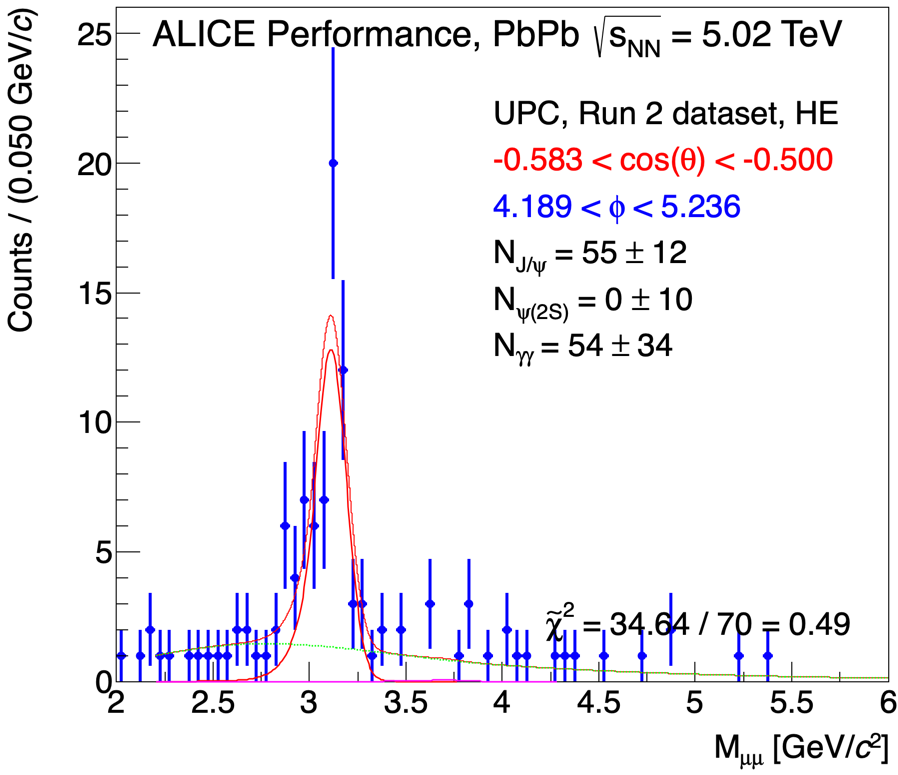 ALICE Performance, PbPb √sNN = 5.02 TeV
UPC, Run 2 dataset, HE
-0.583 < cos(θ) < -0.500
4.189 < ϕ < 5.236
NJ/ψ = 55 ± 12
Nψ(2S) = 0 ± 10
Nγγ = 54 ± 34
χ̃² = 34.64 / 70 = 0.49
Counts / (0.050 GeV/c)
25
20
15
10
5
0
2 2.5 3 3.5 4 4.5 5 5.5 6
Mμμ [GeV/c²]